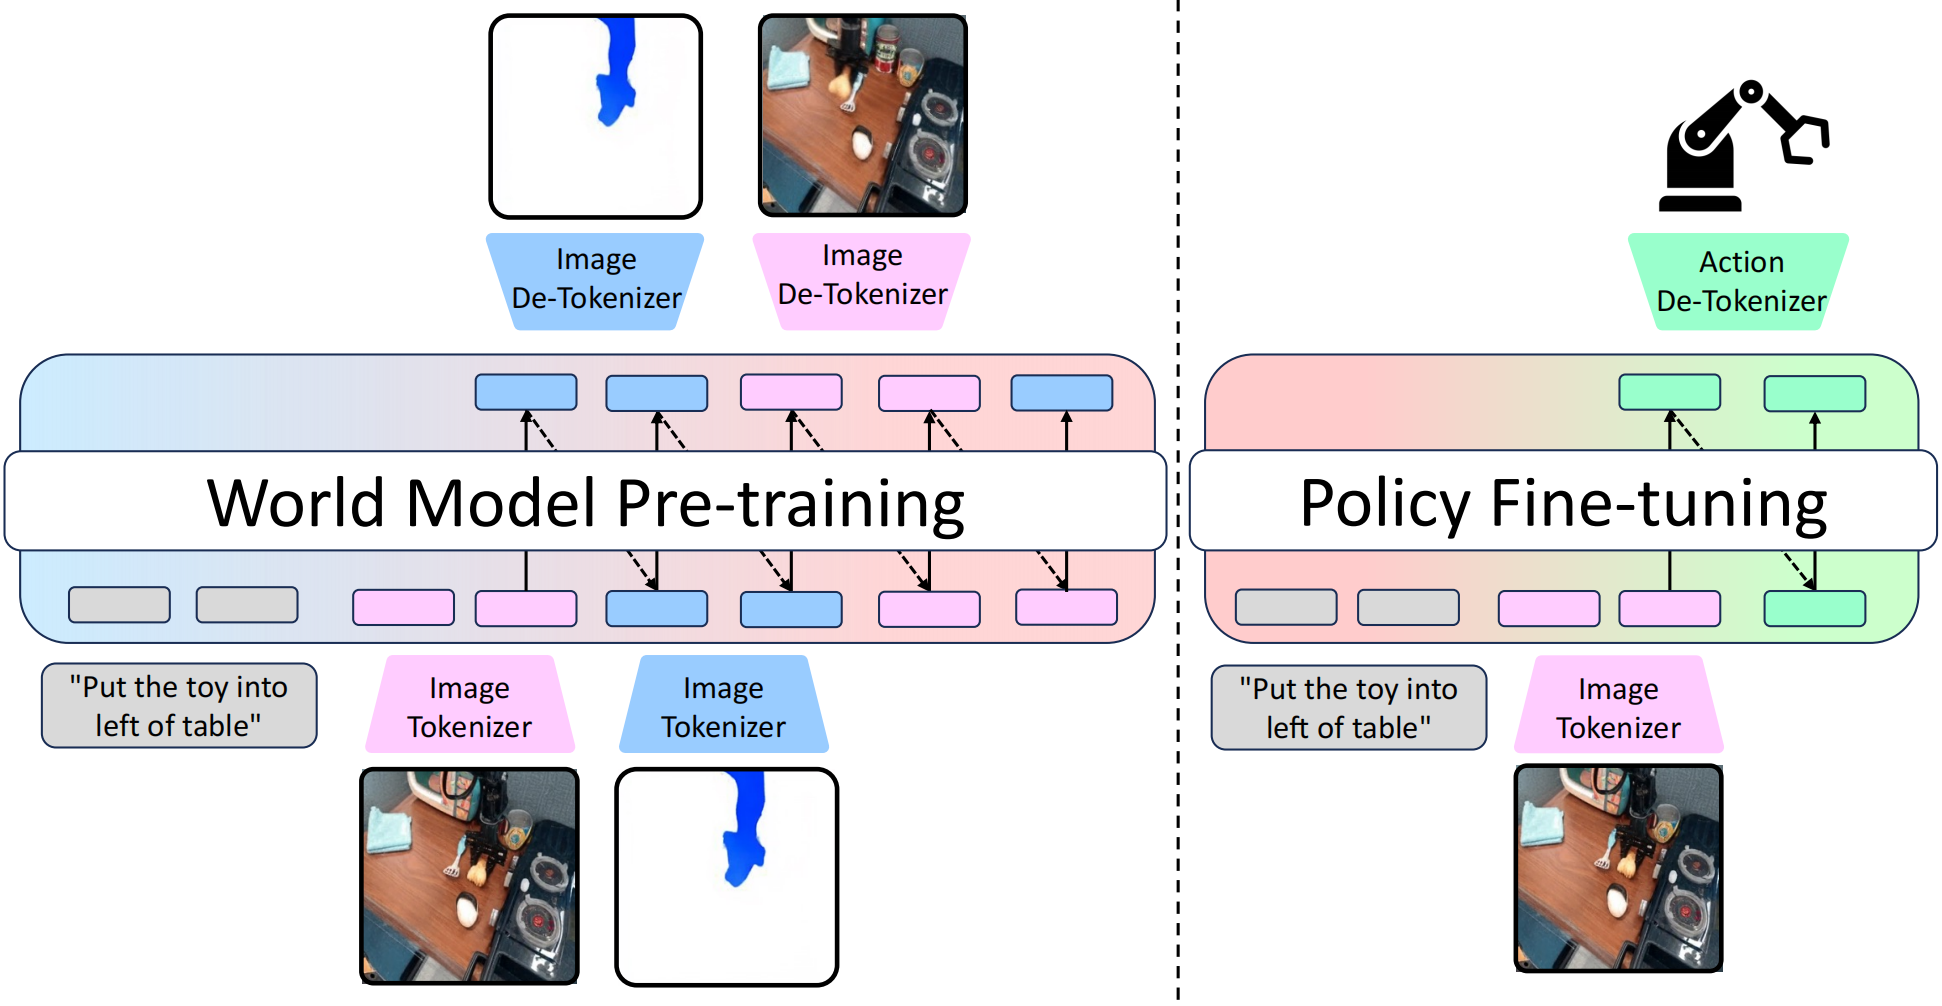 Image
De-Tokenizer
Image
De-Tokenizer
World Model Pre-training
"Put the toy into
left of table"
Image
Tokenizer
Image
Tokenizer
Action
De-Tokenizer
Policy Fine-tuning
"Put the toy into
left of table"
Image
Tokenizer